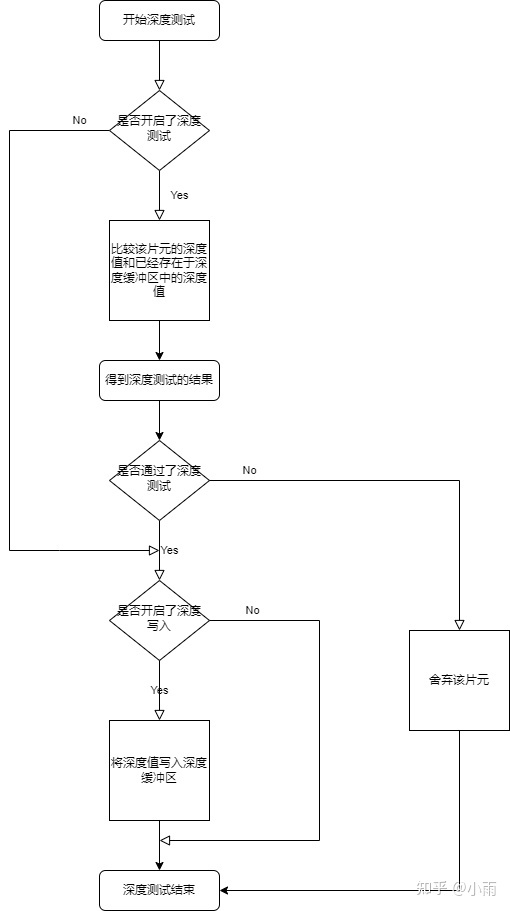 开始深度测试
No
是否开启了深度
测试
Yes
比较该片元的深度
值和已经存在于深
度缓冲区中的深度
值
得到深度测试的结果
是否通过了深度
测试
No
Yes
是否开启了深度
写入
No
舍弃该片元
Yes
将深度值写入深度
缓冲区
深度测试结束
知乎 @小雨